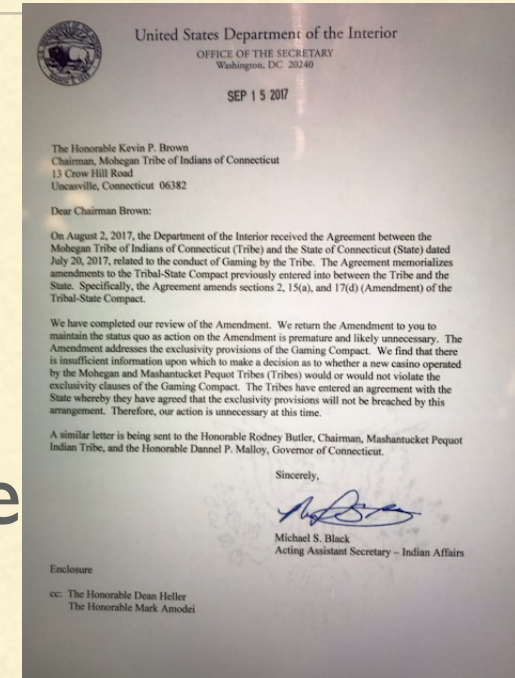 United States Department of the Interior
OFFICE OF THE SECRETARY
Washington, DC 20240
SEP 15 2017
The Honorable Kevin P. Brown
Chairman, Mohegan Tribe of Indians of Connecticut
13 Crow Hill Road
Uncasville, Connecticut 06382
Dear Chairman Brown:
On August 2, 2017, the Department of the Interior received the Agreement between the
Mohegan Tribe of Indians of Connecticut (Tribe) and the State of Connecticut (State) dated
July 20, 2017, related to the conduct of Gaming by the Tribe. The Agreement memorializes
amendments to the Tribal-State Compact previously entered into between the Tribe and the
State. Specifically, the Agreement amends sections 2, 15(a), and 17(d) (Amendment) of the
Tribal-State Compact.
We have completed our review of the Amendment. We return the Amendment to you to
maintain the status quo as action on the Amendment is premature and likely unnecessary. The
Amendment addresses the exclusivity provisions of the Gaming Compact. We find that there
is insufficient information upon which to make a decision as to whether a new casino operated
by the Mohegan and Mashantucket Pequot Tribes (Tribes) would or would not violate the
exclusivity clauses of the Gaming Compact. The Tribes have entered an agreement with the
State whereby they have agreed that the exclusivity provisions will not be breached by this
arrangement. Therefore, our action is unnecessary at this time.
A similar letter is being sent to the Honorable Rodney Butler, Chairman, Mashantucket Pequot
Indian Tribe, and the Honorable Dannel P. Malloy, Governor of Connecticut.
e
Sincerely,
Michael S. Black
Acting Assistant Secretary – Indian Affairs
Enclosure
cc: The Honorable Dean Heller
The Honorable Mark Amodei